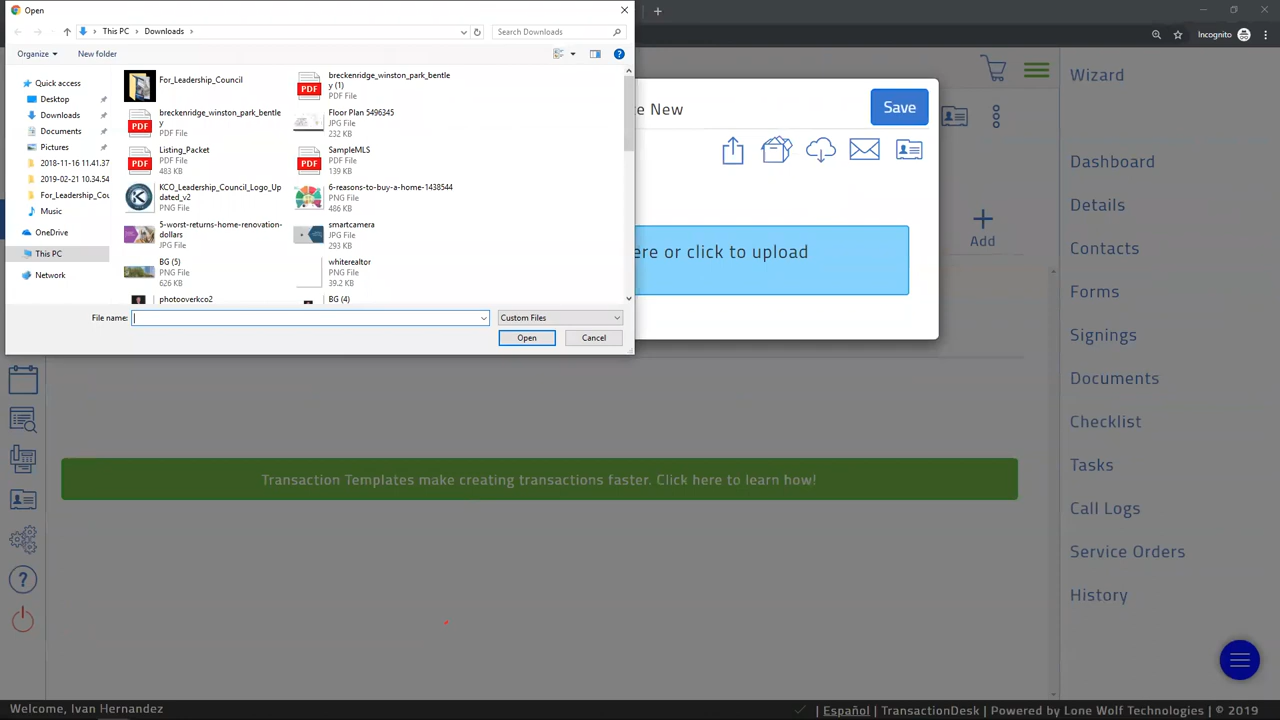 Open
This PC
Downloads
Search Downloads
Organize
New folder
Quick access
Desktop
Downloads
Documents
Pictures
2018-11-16 11.41.37
2019-02-21 10.34.54
For_Leadership_Cou
Music
OneDrive
This PC
Network
For_Leadership_Council
breckenridge_winston_park_bentle
y (1)
PDF File
breckenridge_winston_park_bentle
y
PDF File
Floor Plan 5496345
JPG File
232 KB
Listing_Packet
PDF File
483 KB
SampleMLS
PDF File
139 KB
KCO_Leadership_Council_Logo_Up
dated_v2
PNG File
6-reasons-to-buy-a-home-1438544
PNG File
486 KB
5-worst-returns-home-renovation-
dollars
JPG File
smartcamera
JPG File
293 KB
BG (5)
PNG File
626 KB
whiterealtor
PNG File
39.2 KB
photooverkco2
BG (4)
File name:
Custom Files
Open
Cancel
Incognito
e New
Save
ere or click to upload
Add
Wizard
Dashboard
Details
Contacts
Forms
Signings
Documents
Checklist
Tasks
Call Logs
Service Orders
History
Transaction Templates make creating transactions faster. Click here to learn how!
Welcome, Ivan Hernandez
| Español | TransactionDesk | Powered by Lone Wolf Technologies | © 2019